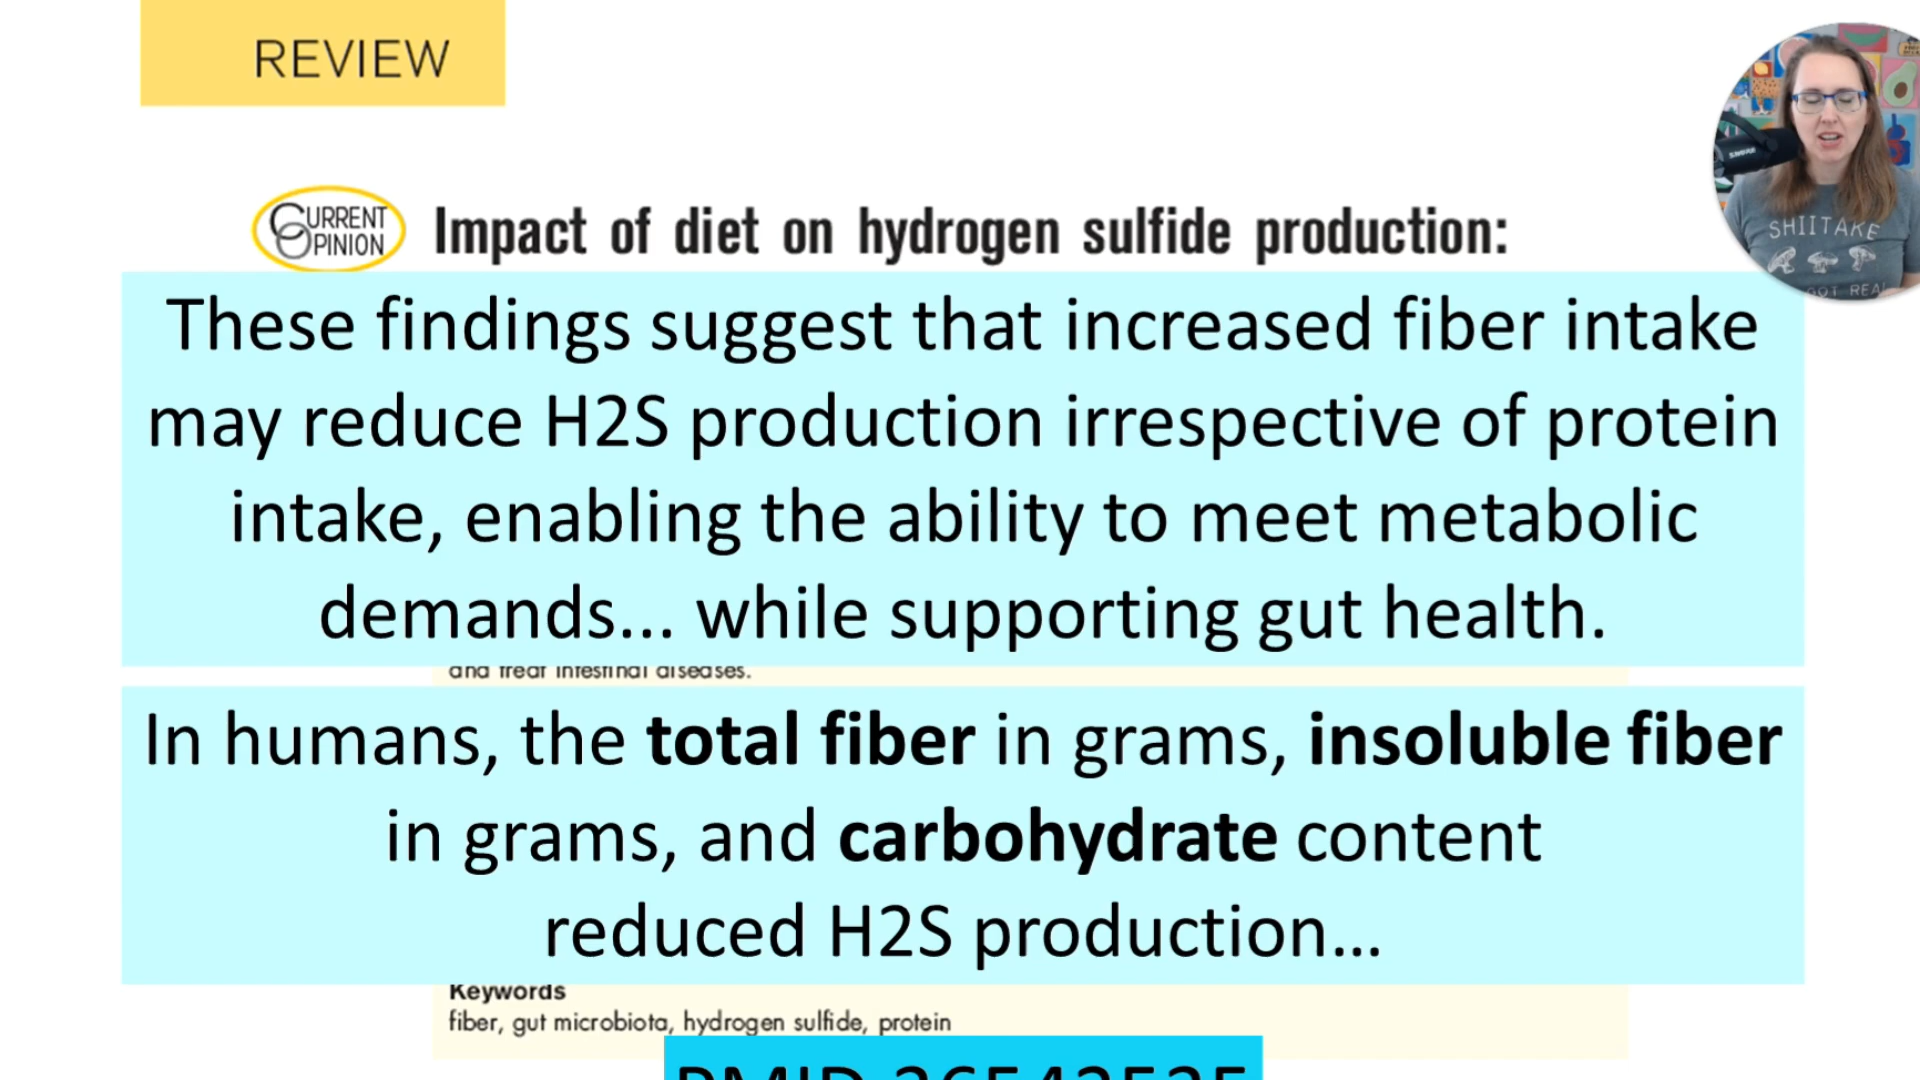 REVIEW
CURRENT
OPINION
Impact of diet on hydrogen sulfide production:
These findings suggest that increased fiber intake
may reduce H2S production irrespective of protein
intake, enabling the ability to meet metabolic
demands... while supporting gut health.
and treat intestinal diseases.
In humans, the total fiber in grams, insoluble fiber
in grams, and carbohydrate content
reduced H2S production...
Keywords
fiber, gut microbiota, hydrogen sulfide, protein
PMID
SHURE
SHIITAKE